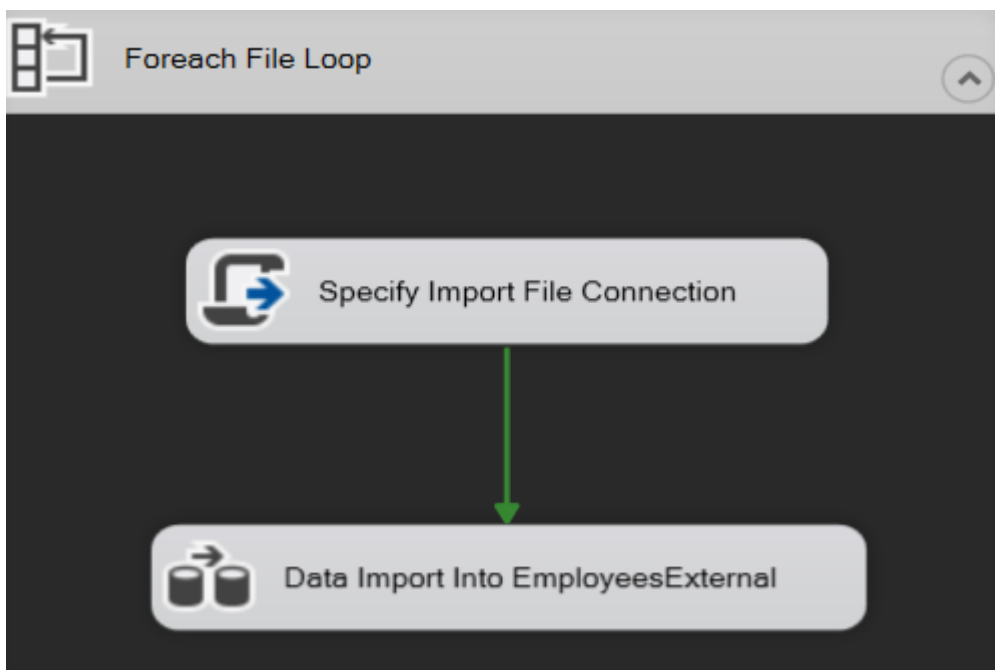 Foreach File Loop
Specify Import File Connection
Data Import Into EmployeesExternal